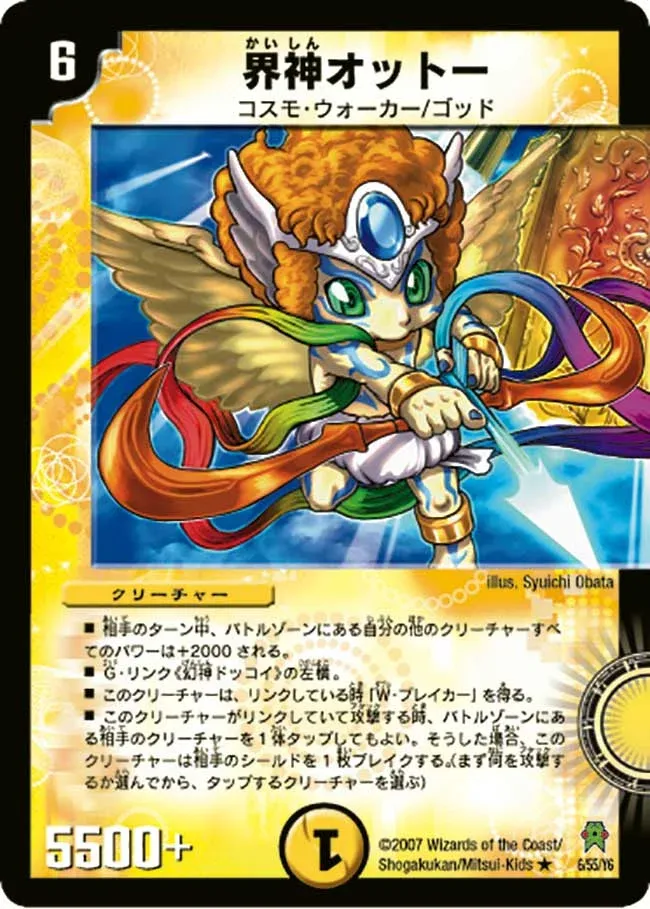 6
かいしん
界神オットー
コスモ・ウォーカー/ゴッド
illus. Syuichi Obata
クリーチャー
■ 相手のターン中、バトルゾーンにある自分の他のクリーチャーすべ
てのパワーは+2000 される。
■ G・リンク《幻神ドッコイ》の左横。
■ このクリーチャーは、リンクしている時「W・ブレイカー」を得る。
■ このクリーチャーがリンクしていて攻撃する時、バトルゾーンにあ
る相手のクリーチャーを1体タップしてもよい。そうした場合、この
クリーチャーは相手のシールドを1枚ブレイクする。(まず何を攻撃す
るか選んでから、タップするクリーチャーを選ぶ)
5500+
1
©2007 Wizards of the Coast/
Shogakukan/Mitsui-Kids ★
6/55/Y6